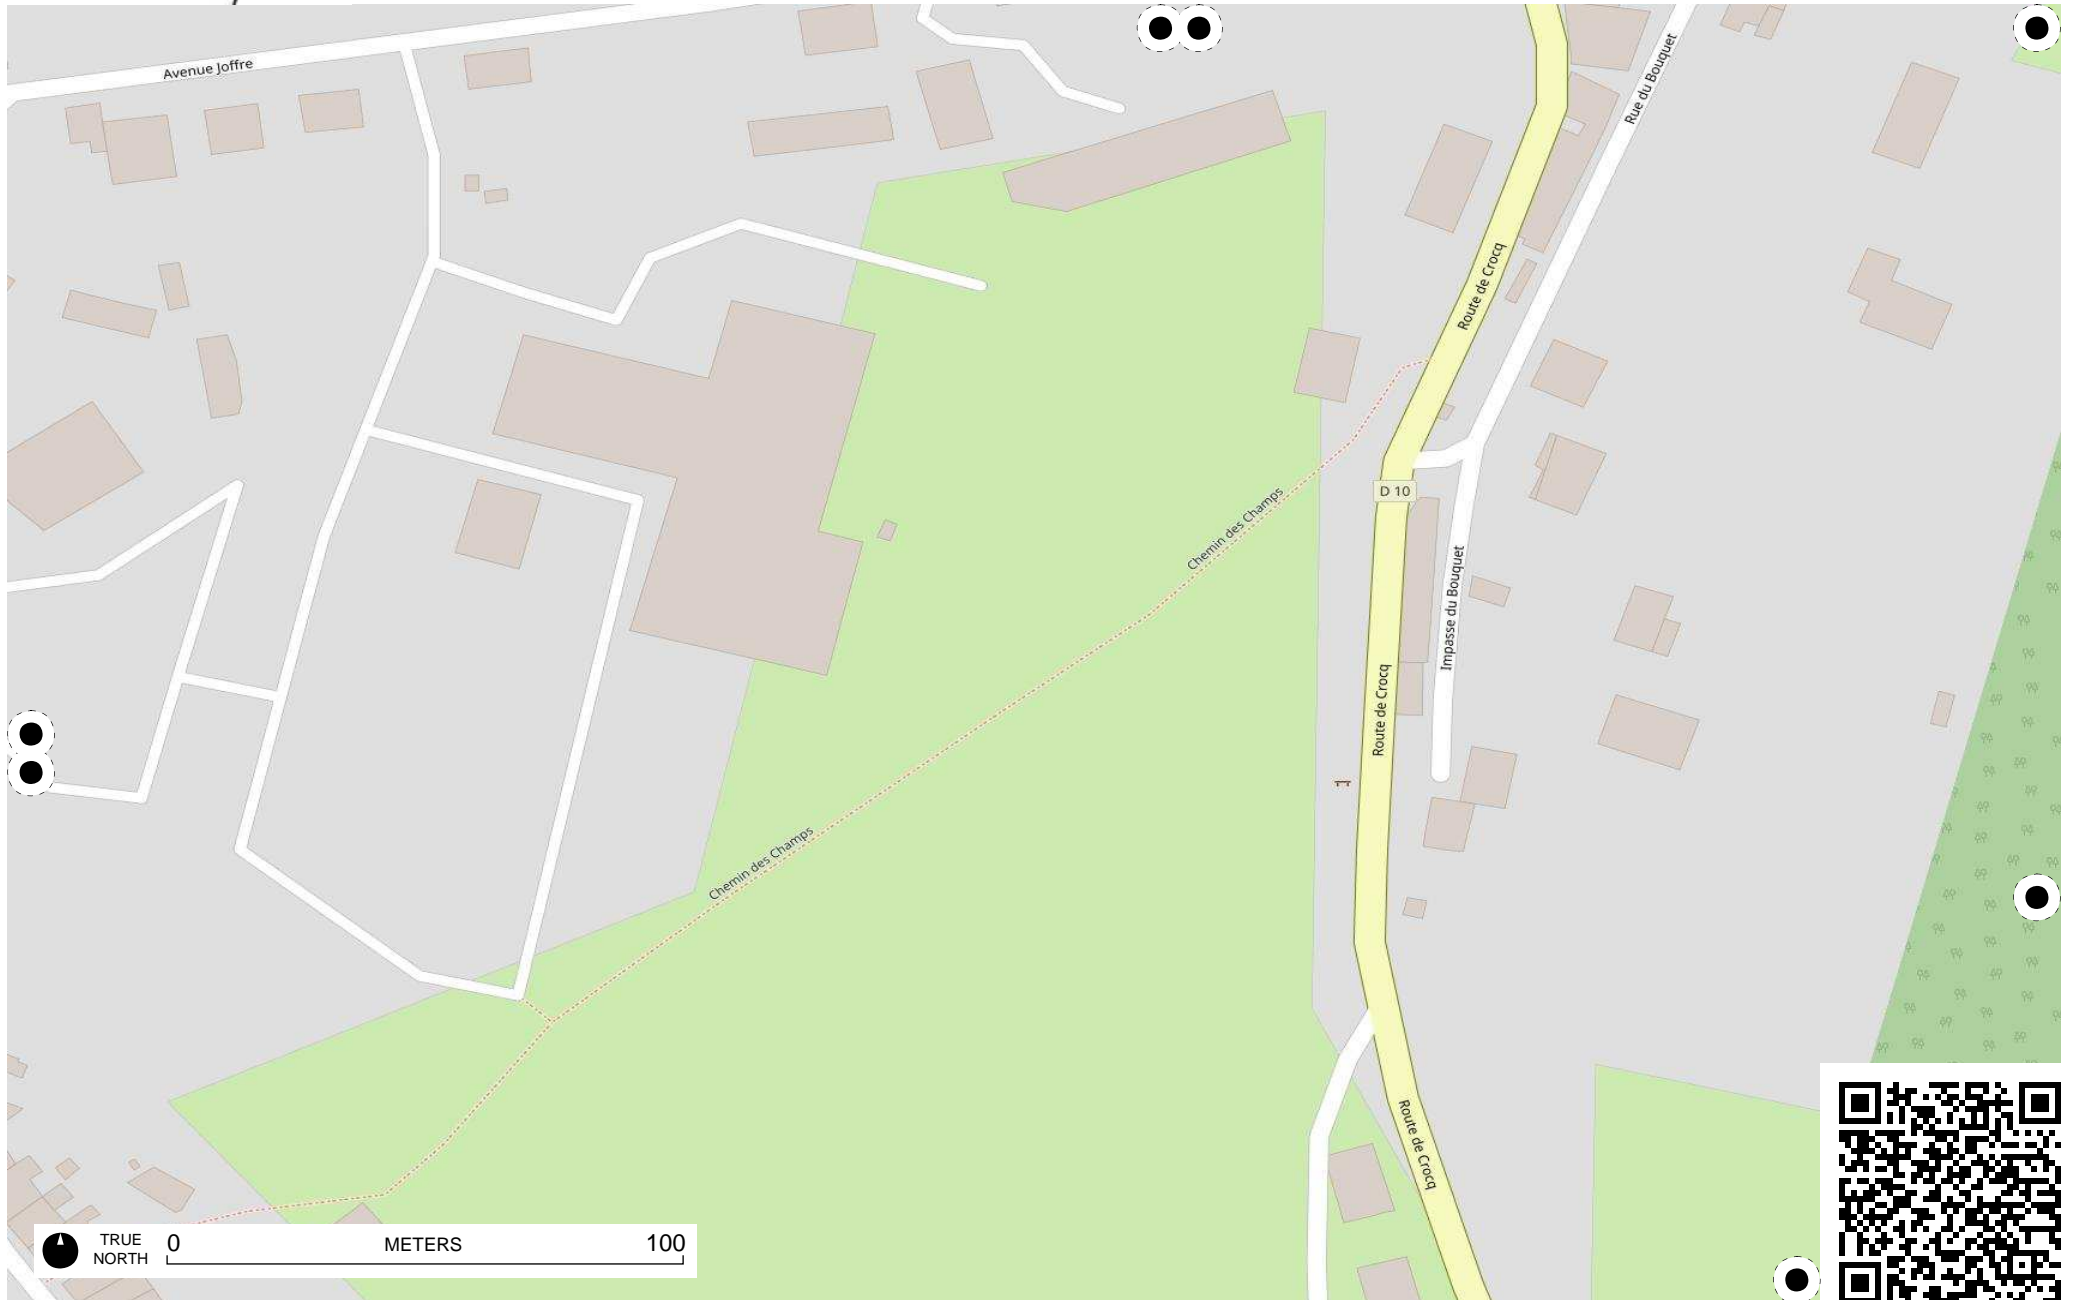 Avenue Joffre
Rue du Bouquet
Route de Crocq
D 10
Chemin des Champs
Impasse du Bouquet
Route de Crocq
Chemin des Champs
Route de Crocq
TRUE
NORTH
0 METERS 100